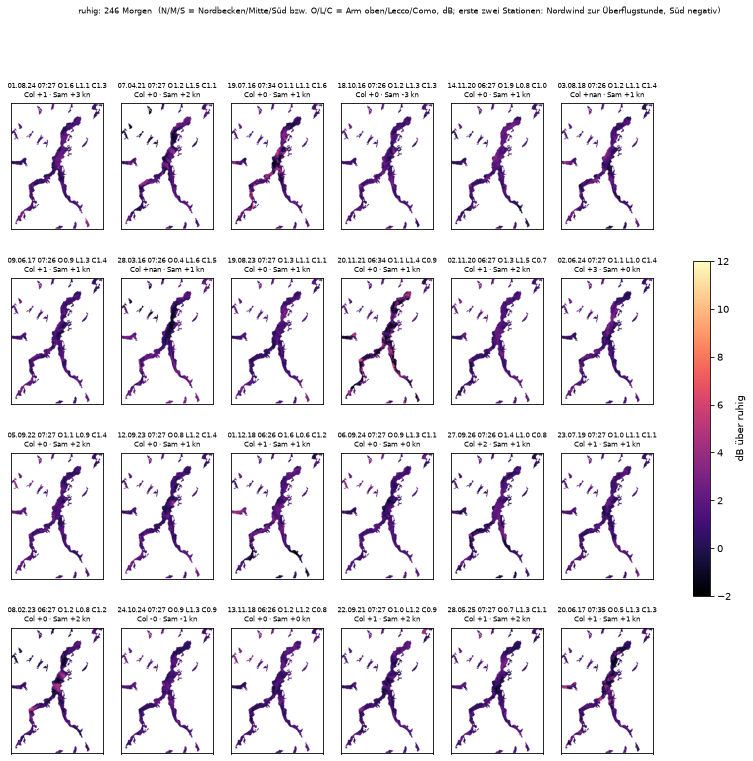 ruhig: 246 Morgen (N/M/S = Nordbecken/Mitte/Süd bzw. O/L/C = Arm oben/Lecco/Como, dB; erste zwei Stationen: Nordwind zur Überflugstunde, Süd negativ)
01.08.24 07:27 O1.6 L1.1 C1.3
Col +1 · Sam +3 kn
07.04.21 07:27 O1.2 L1.5 C1.1
Col +0 · Sam +2 kn
19.07.16 07:34 O1.1 L1.1 C1.6
Col +0 · Sam +1 kn
18.10.16 07:26 O1.2 L1.3 C1.3
Col +0 · Sam -3 kn
14.11.20 06:27 O1.9 L0.8 C1.0
Col +0 · Sam +1 kn
03.08.18 07:26 O1.2 L1.1 C1.4
Col +nan · Sam +1 kn
09.06.17 07:26 O0.9 L1.3 C1.4
Col +1 · Sam +1 kn
28.03.16 07:26 O0.4 L1.6 C1.5
Col +nan · Sam +1 kn
19.08.23 07:27 O1.3 L1.1 C1.1
Col +0 · Sam +1 kn
20.11.21 06:34 O1.1 L1.4 C0.9
Col +0 · Sam +1 kn
02.11.20 06:27 O1.3 L1.5 C0.7
Col +1 · Sam +2 kn
02.06.24 07:27 O1.1 L1.0 C1.4
Col +3 · Sam +0 kn
05.09.22 07:27 O1.1 L0.9 C1.4
Col +0 · Sam +2 kn
12.09.23 07:27 O0.8 L1.2 C1.4
Col +0 · Sam +1 kn
01.12.18 06:26 O1.6 L0.6 C1.2
Col +1 · Sam +1 kn
06.09.24 07:27 O0.9 L1.3 C1.1
Col +0 · Sam +0 kn
27.09.26 07:26 O1.4 L1.0 C0.8
Col +2 · Sam +1 kn
23.07.19 07:27 O1.0 L1.1 C1.1
Col +1 · Sam +1 kn
08.02.23 06:27 O1.2 L0.8 C1.2
Col +0 · Sam +2 kn
24.10.24 07:27 O0.9 L1.3 C0.9
Col -0 · Sam -1 kn
13.11.18 06:26 O1.2 L1.2 C0.8
Col +0 · Sam +0 kn
22.09.21 07:27 O1.0 L1.2 C0.9
Col +1 · Sam +2 kn
28.05.25 07:27 O0.7 L1.3 C1.1
Col +1 · Sam +2 kn
20.06.17 07:35 O0.5 L1.3 C1.3
Col +1 · Sam +1 kn
12
10
8
6
4
2
0
−2
dB über ruhig